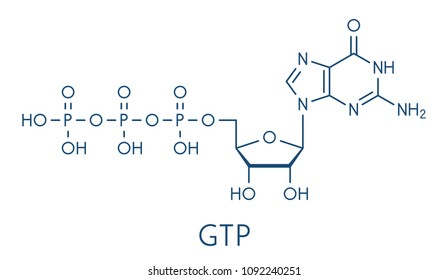 O O O O
N NH
HO P O P O P O N N NH₂
OH OH OH O
HO OH
GTP
shutterstock.com · 1092240251